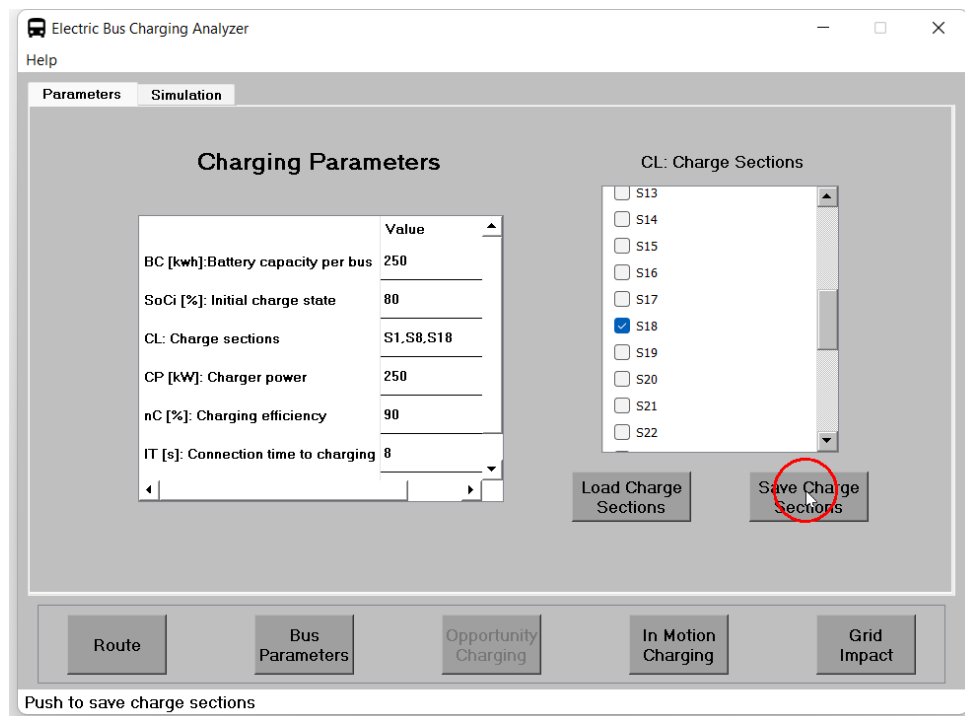 Electric Bus Charging Analyzer
Help
Parameters
Simulation
Charging Parameters
Value
BC [kwh]:Battery capacity per bus 250
SoCi [%]: Initial charge state 80
CL: Charge sections S1,S8,S18
CP [kW]: Charger power 250
nC [%]: Charging efficiency 90
IT [s]: Connection time to charging 8
CL: Charge Sections
S13
S14
S15
S16
S17
S18
S19
S20
S21
S22
Load Charge
Sections
Save Charge
Sections
Route
Bus
Parameters
Opportunity
Charging
In Motion
Charging
Grid
Impact
Push to save charge sections